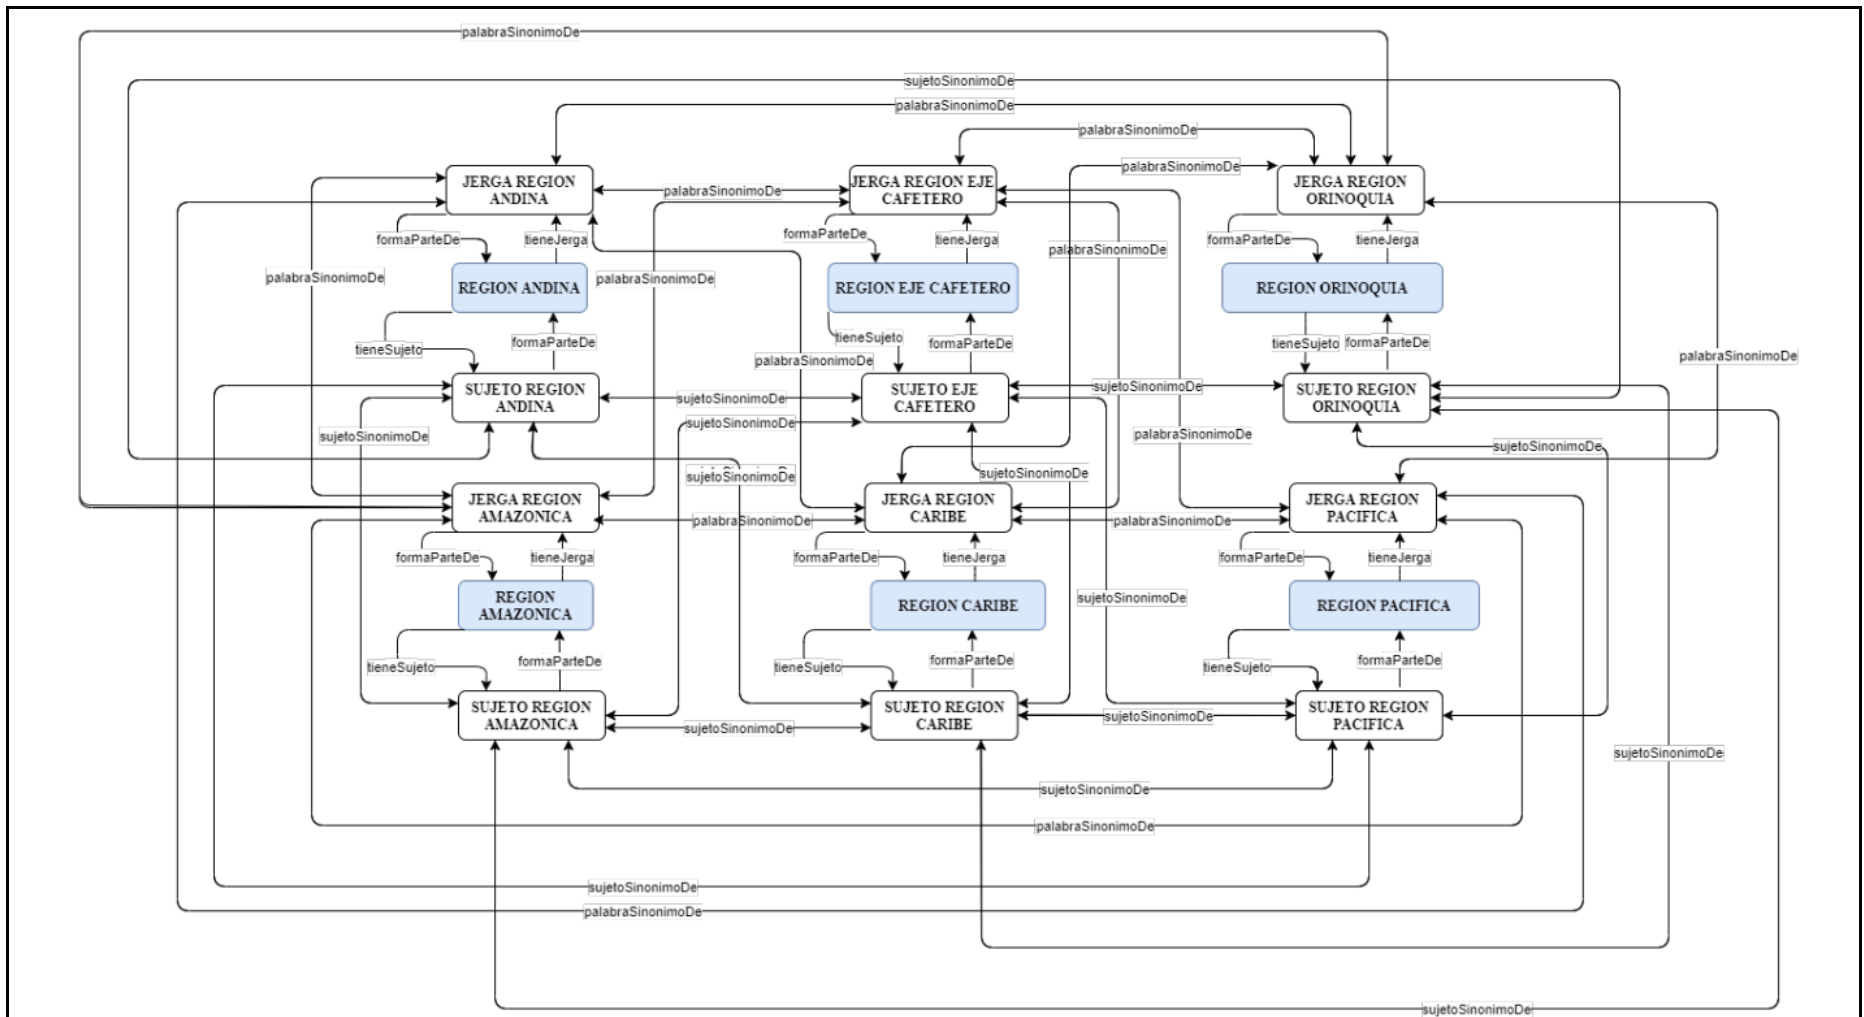 palabraSinonimoDe
sujetoSinonimoDe
palabraSinonimoDe
palabraSinonimoDe
palabraSinonimoDe
JERGA REGION
ANDINA
palabraSinonimoDe
JERGA REGION EJE
CAFETERO
JERGA REGION
ORINOQUIA
formaParteDe
tieneJerga
formaParteDe
tieneJerga
palabraSinonimoDe
formaParteDe
tieneJerga
palabraSinonimoDe
palabraSinonimoDe
REGION ANDINA
REGION EJE CAFETERO
REGION ORINOQUIA
tieneSujeto
formaParteDe
tieneSujeto
formaParteDe
tieneSujeto
formaParteDe
palabraSinonimoDe
palabraSinonimoDe
SUJETO REGION
ANDINA
sujetoSinonimoDe
SUJETO EJE
CAFETERO
sujetoSinonimoDe
SUJETO REGION
ORINOQUIA
sujetoSinonimoDe
sujetoSinonimoDe
palabraSinonimoDe
sujetoSinonimoDe
sujetoSinonimoDe
sujetoSinonimoDe
JERGA REGION
AMAZONICA
palabraSinonimoDe
JERGA REGION
CARIBE
palabraSinonimoDe
JERGA REGION
PACIFICA
formaParteDe
tieneJerga
formaParteDe
tieneJerga
formaParteDe
tieneJerga
REGION
AMAZONICA
REGION CARIBE
sujetoSinonimoDe
REGION PACIFICA
tieneSujeto
formaParteDe
tieneSujeto
formaParteDe
tieneSujeto
formaParteDe
SUJETO REGION
AMAZONICA
sujetoSinonimoDe
SUJETO REGION
CARIBE
sujetoSinonimoDe
SUJETO REGION
PACIFICA
sujetoSinonimoDe
sujetoSinonimoDe
palabraSinonimoDe
sujetoSinonimoDe
palabraSinonimoDe
sujetoSinonimoDe